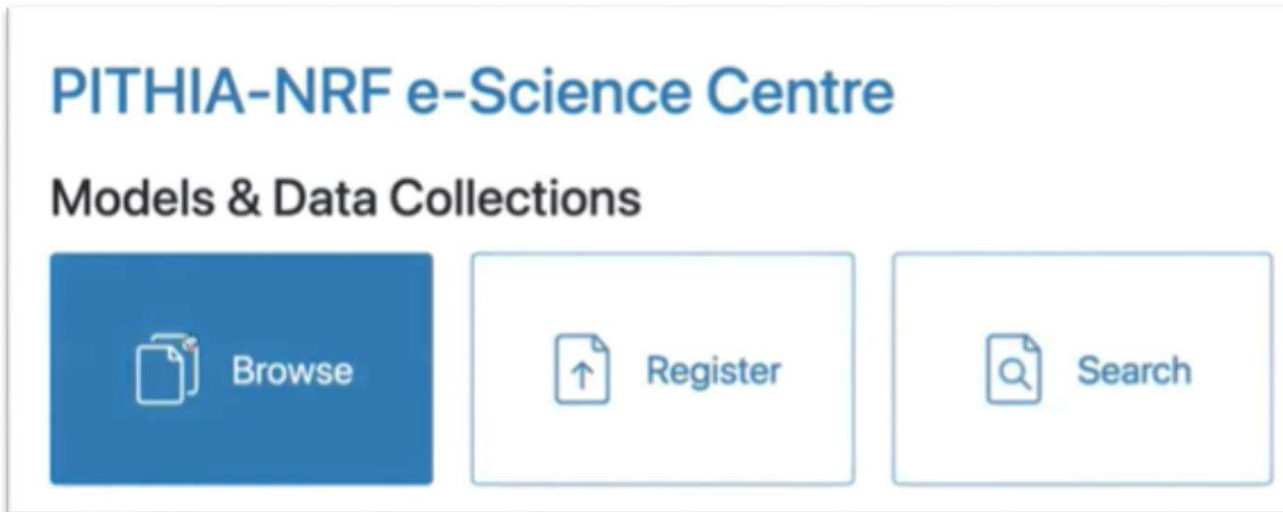 PITHIA-NRF e-Science Centre
Models & Data Collections
Browse Register Search